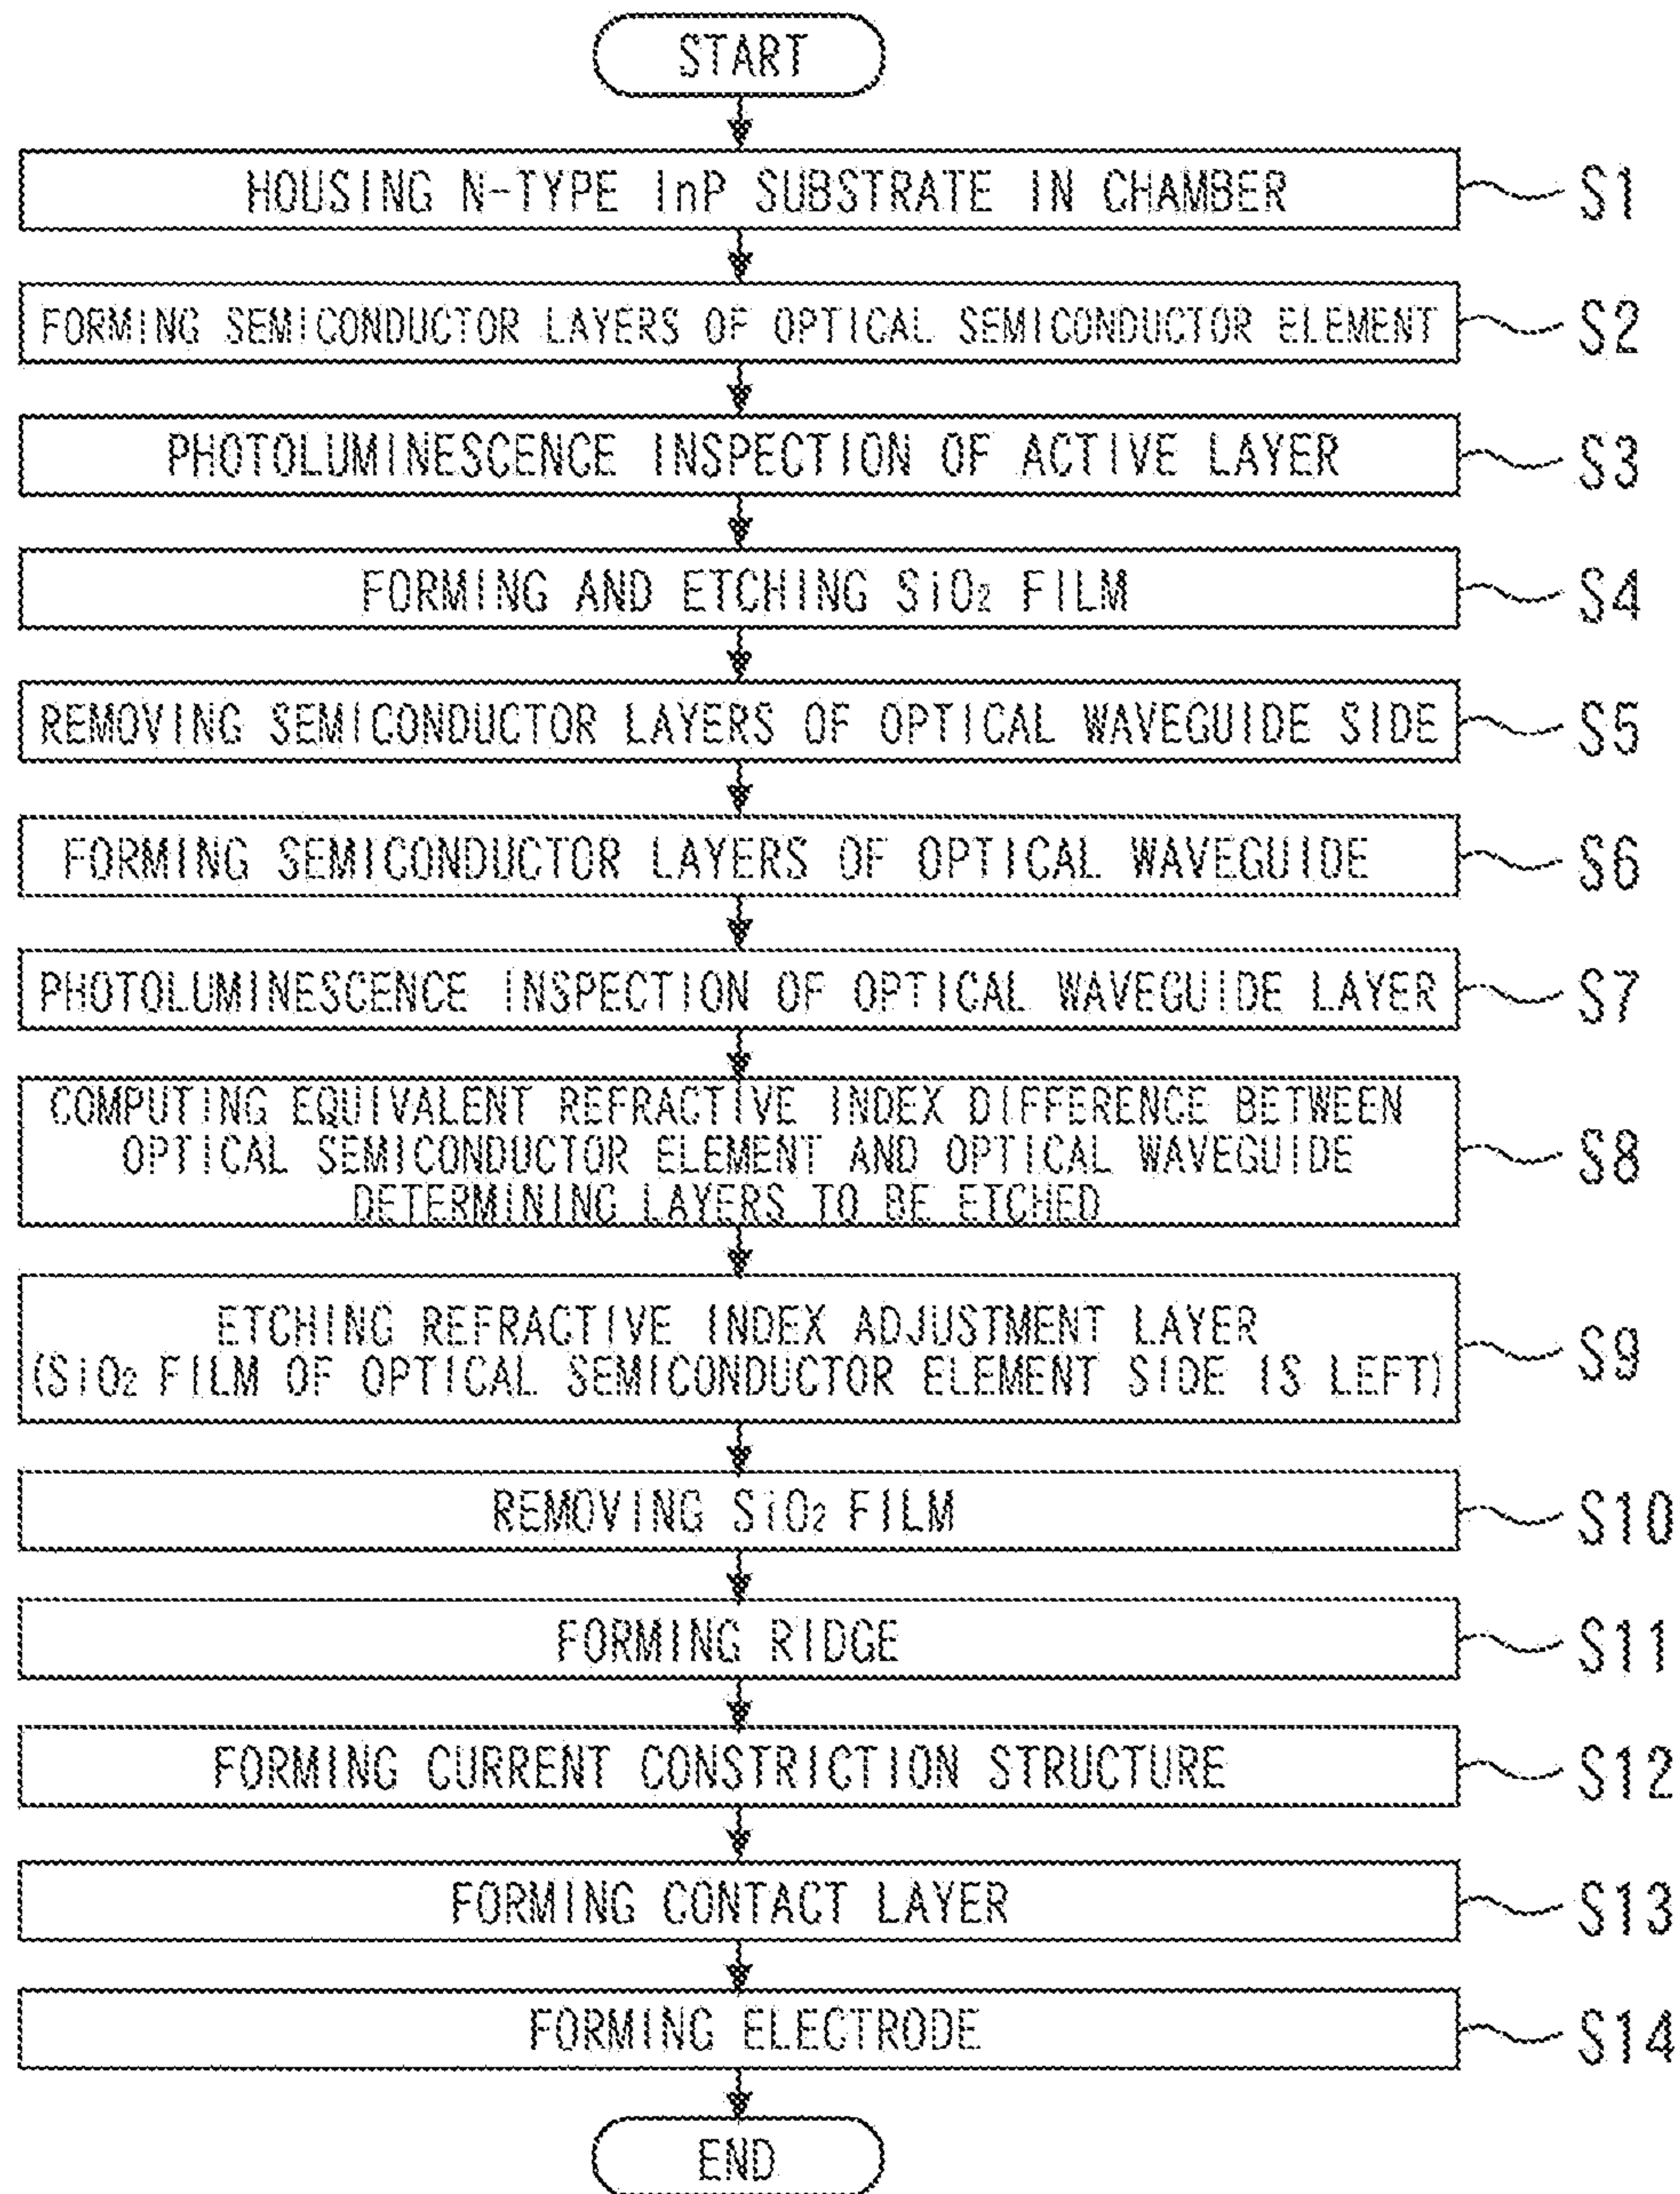 START
HOUSING N-TYPE InP SUBSTRATE IN CHAMBER
S1
FORMING SEMICONDUCTOR LAYERS OF OPTICAL SEMICONDUCTOR ELEMENT
S2
PHOTOLUMINESCENCE INSPECTION OF ACTIVE LAYER
S3
FORMING AND ETCHING SiO₂ FILM
S4
REMOVING SEMICONDUCTOR LAYERS OF OPTICAL WAVEGUIDE SIDE
S5
FORMING SEMICONDUCTOR LAYERS OF OPTICAL WAVEGUIDE
S6
PHOTOLUMINESCENCE INSPECTION OF OPTICAL WAVEGUIDE LAYER
S7
COMPUTING EQUIVALENT REFRACTIVE INDEX DIFFERENCE BETWEEN
OPTICAL SEMICONDUCTOR ELEMENT AND OPTICAL WAVEGUIDE
DETERMINING LAYERS TO BE ETCHED
S8
ETCHING REFRACTIVE INDEX ADJUSTMENT LAYER
(SiO₂ FILM OF OPTICAL SEMICONDUCTOR ELEMENT SIDE IS LEFT)
S9
REMOVING SiO₂ FILM
S10
FORMING RIDGE
S11
FORMING CURRENT CONSTRICTION STRUCTURE
S12
FORMING CONTACT LAYER
S13
FORMING ELECTRODE
S14
END